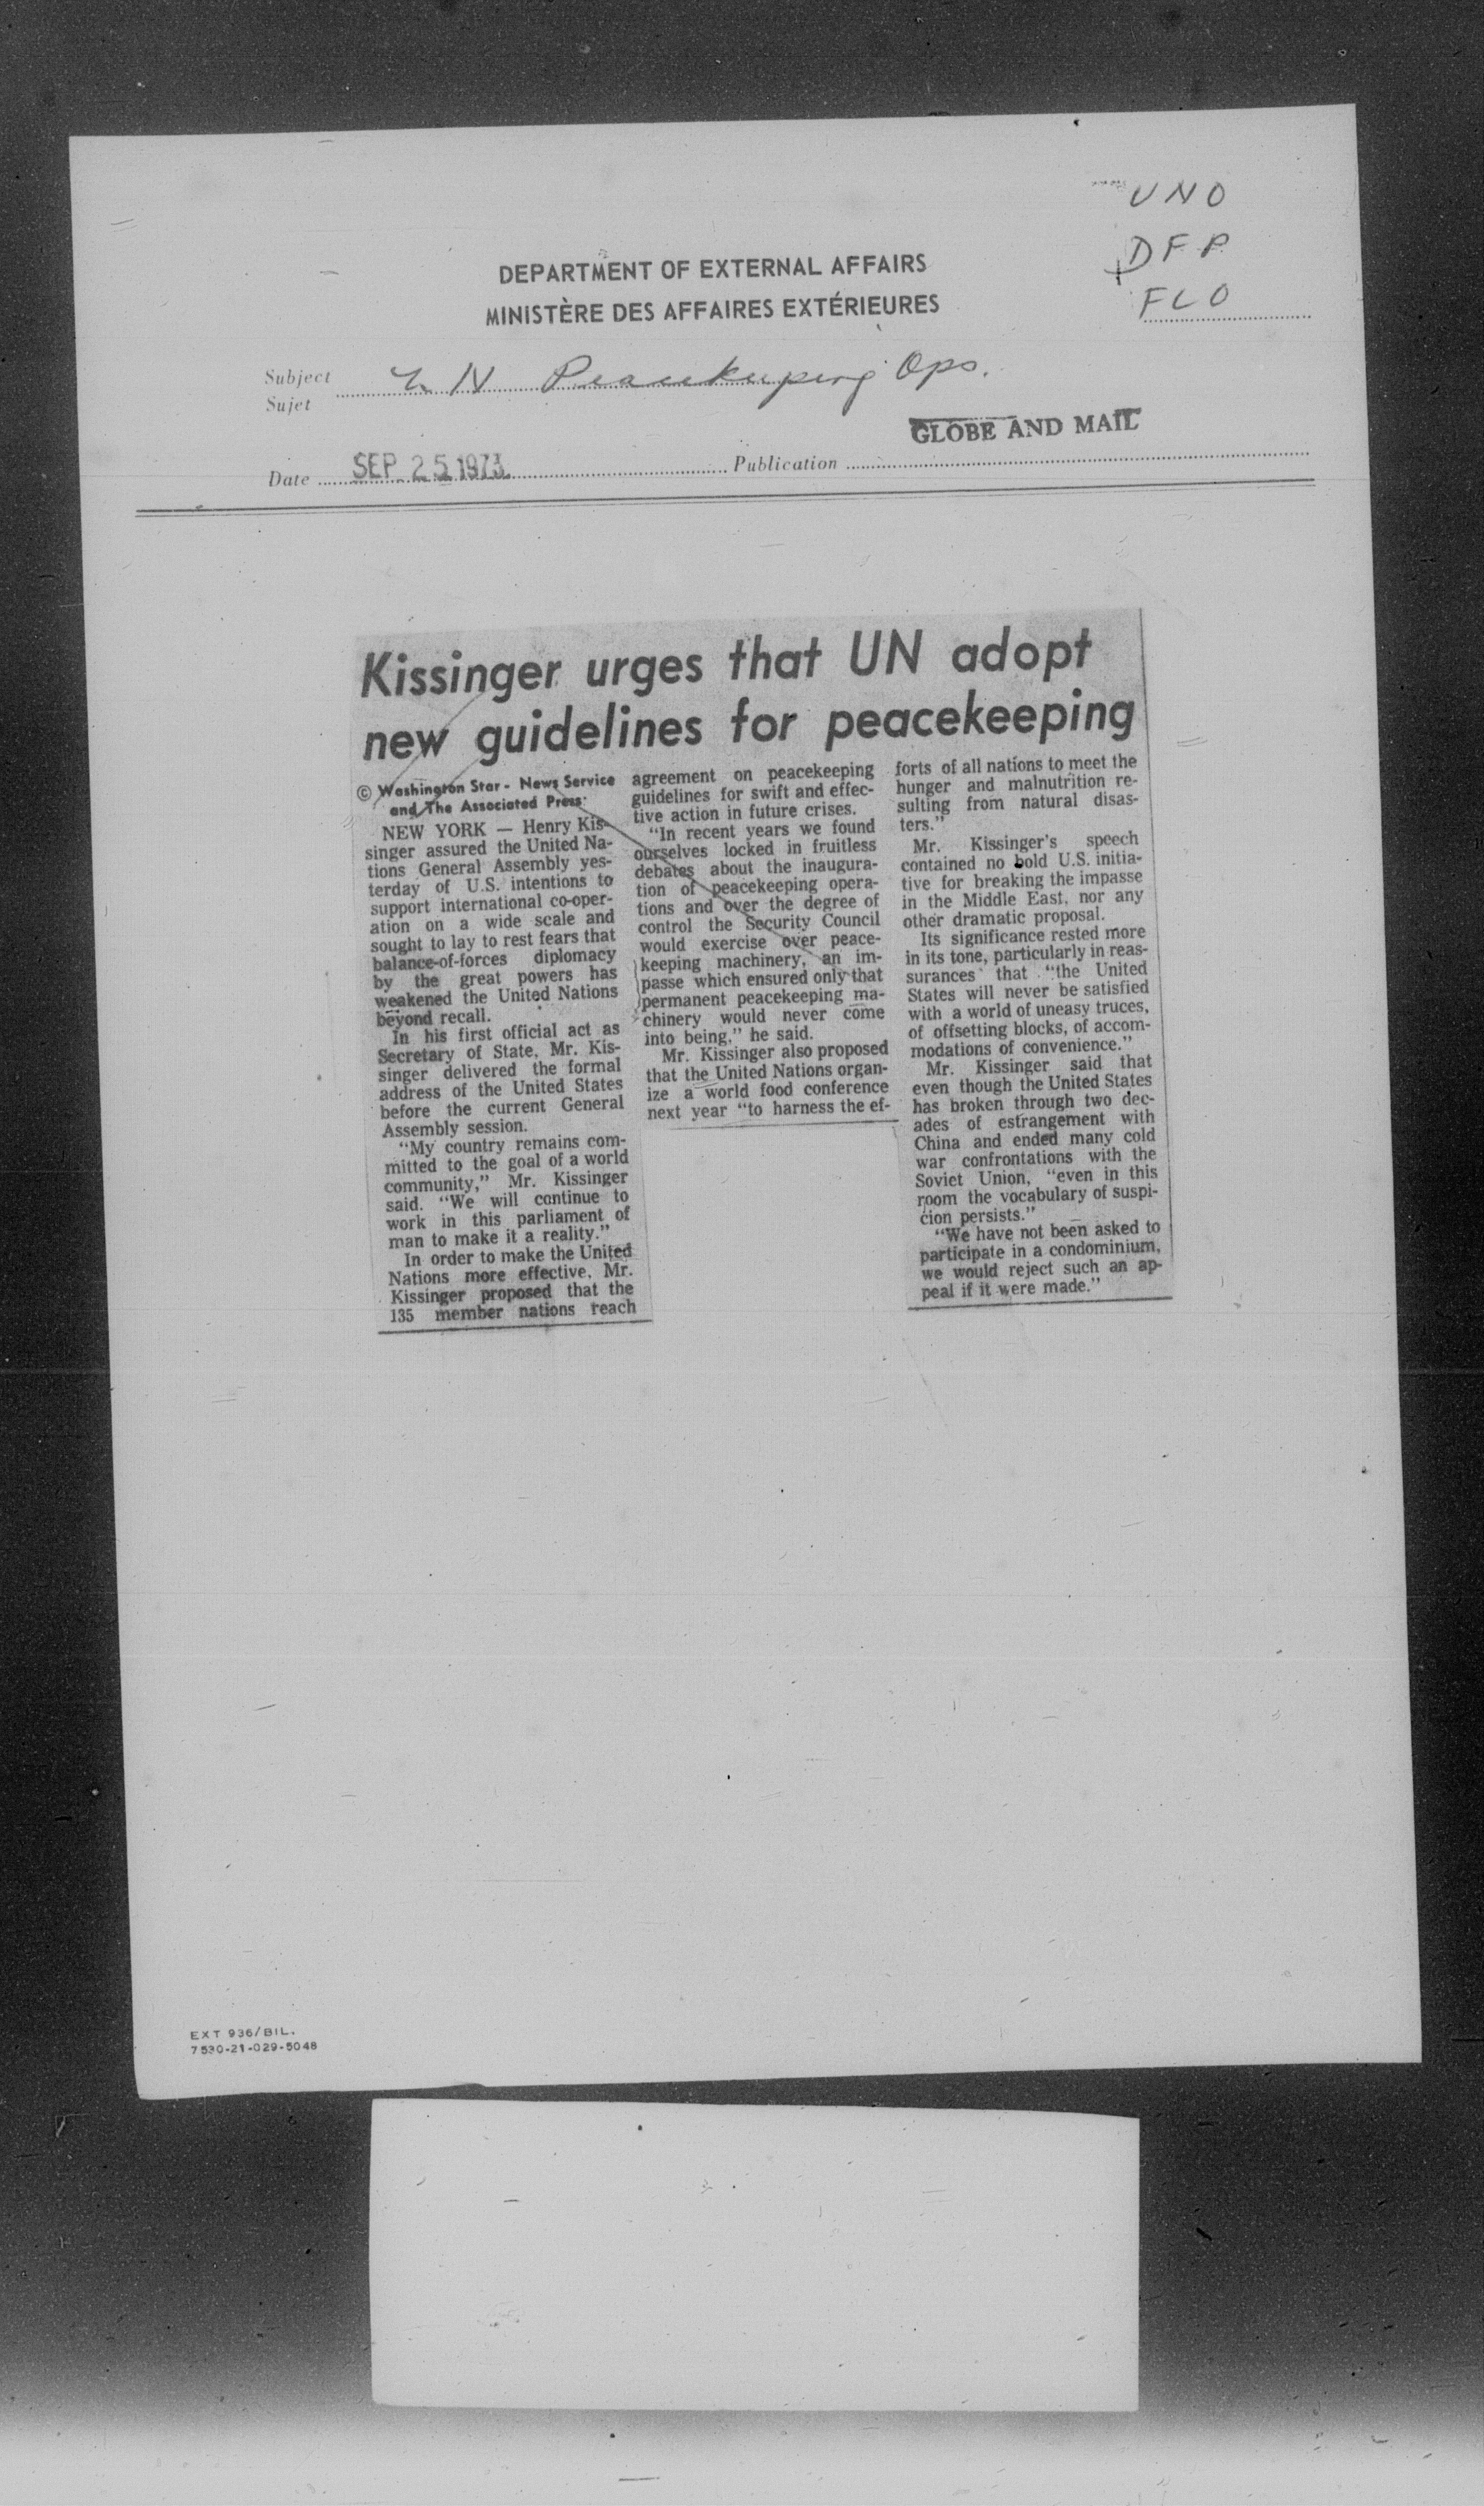 UNO
DFP
FLO
DEPARTMENT OF EXTERNAL AFFAIRS
MINISTÈRE DES AFFAIRES EXTÉRIEURES
Subject
Sujet
UN Peacekeeping Ops.
GLOBE AND MAIL
Date SEP 25 1973 Publication
Kissinger urges that UN adopt
new guidelines for peacekeeping
© Washington Star - News Service
and The Associated Press
NEW YORK — Henry Kis-
singer assured the United Na-
tions General Assembly yes-
terday of U.S. intentions to
support international co-oper-
ation on a wide scale and
sought to lay to rest fears that
balance-of-forces diplomacy
by the great powers has
weakened the United Nations
beyond recall.
In his first official act as
Secretary of State, Mr. Kis-
singer delivered the formal
address of the United States
before the current General
Assembly session.
“My country remains com-
mitted to the goal of a world
community,” Mr. Kissinger
said. “We will continue to
work in this parliament of
man to make it a reality.”
In order to make the United
Nations more effective, Mr.
Kissinger proposed that the
135 member nations reach
agreement on peacekeeping
guidelines for swift and effec-
tive action in future crises.
“In recent years we found
ourselves locked in fruitless
debates about the inaugura-
tion of peacekeeping opera-
tions and over the degree of
control the Security Council
would exercise over peace-
keeping machinery, an im-
passe which ensured only that
permanent peacekeeping ma-
chinery would never come
into being,” he said.
Mr. Kissinger also proposed
that the United Nations organ-
ize a world food conference
next year “to harness the ef-
forts of all nations to meet the
hunger and malnutrition re-
sulting from natural disas-
ters.”
Mr. Kissinger's speech
contained no bold U.S. initia-
tive for breaking the impasse
in the Middle East, nor any
other dramatic proposal.
Its significance rested more
in its tone, particularly in reas-
surances that “the United
States will never be satisfied
with a world of uneasy truces,
of offsetting blocks, of accom-
modations of convenience.”
Mr. Kissinger said that
even though the United States
has broken through two dec-
ades of estrangement with
China and ended many cold
war confrontations with the
Soviet Union, “even in this
room the vocabulary of suspi-
cion persists.”
“We have not been asked to
participate in a condominium,
we would reject such an ap-
peal if it were made.”
EXT 936/BIL.
7530-21-029-5048